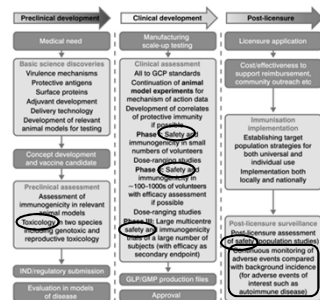 Preclinical development
Medical need
Basic science discoveries
Virulence mechanisms
Protective antigens
Surface proteins
Adjuvant development
Delivery technology
Development of relevant
animal models for testing
Concept development
and vaccine candidate
Preclinical assessment
Assessment of
immunogenicity in relevant
animal models
Toxicology in two species
including genotoxic and
reproductive toxicology
IND/regulatory submission
Evaluation in models
of disease
Clinical development
Manufacturing
scale-up testing
Clinical assessment
All to GCP standards
Continuation of animal
model experiments for
mechanism of action data
Development of correlates
of protective immunity
if possible
Phase I: Safety and
immunogenicity in small
numbers of volunteers
Dose-ranging studies
Phase II: Safety and
immunogenicity in
~100-1000s of volunteers
with efficacy assessment
if possible
Dose-ranging studies
Phase III: Large multicentre
safety and immunogenicity
trials of a large number of
subjects (with efficacy as
secondary endpoint)
GLP/GMP production files
Approval
Post-licensure
Licensure application
Cost/effectiveness to
support reimbursement,
community outreach etc
Immunisation
implementation
Establishing target
population strategies for
both universal and
individual use
Implementation both
locally and nationally
Post-licensure surveillance
Post-licensure assessment
of safety (population studies)
Continuous monitoring of
adverse events compared
with background incidence
(for adverse events of
interest such as
autoimmune disease)